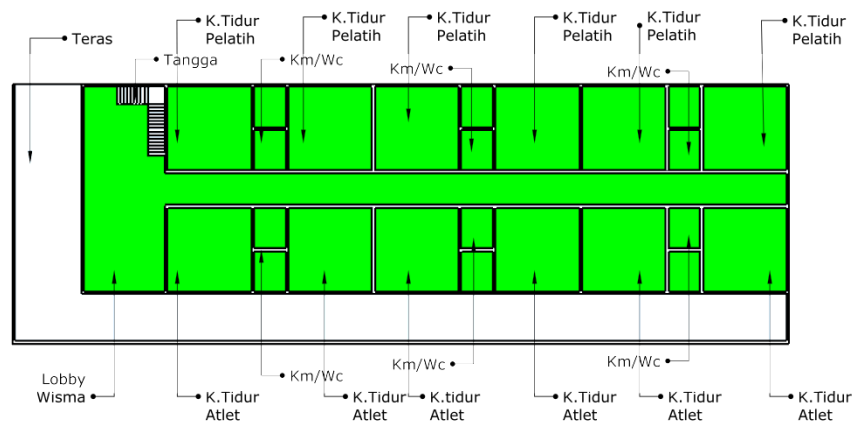 K.Tidur
Pelatih
K.Tidur
Pelatih
K.Tidur
Pelatih
K.Tidur
Pelatih
K.Tidur
Pelatih
K.Tidur
Pelatih
Teras
Tangga
Km/Wc
Km/Wc
Km/Wc
Lobby
Wisma
Km/Wc
Km/Wc
Km/Wc
K.Tidur
Atlet
K.Tidur
Atlet
K.tidur
Atlet
K.Tidur
Atlet
K.Tidur
Atlet
K.Tidur
Atlet